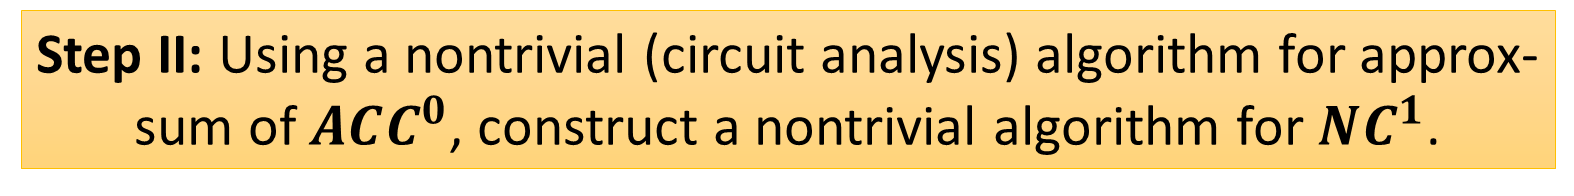 Step II: Using a nontrivial (circuit analysis) algorithm for approx-
sum of 𝑨𝑪𝑪⁰, construct a nontrivial algorithm for 𝑵𝑪¹.